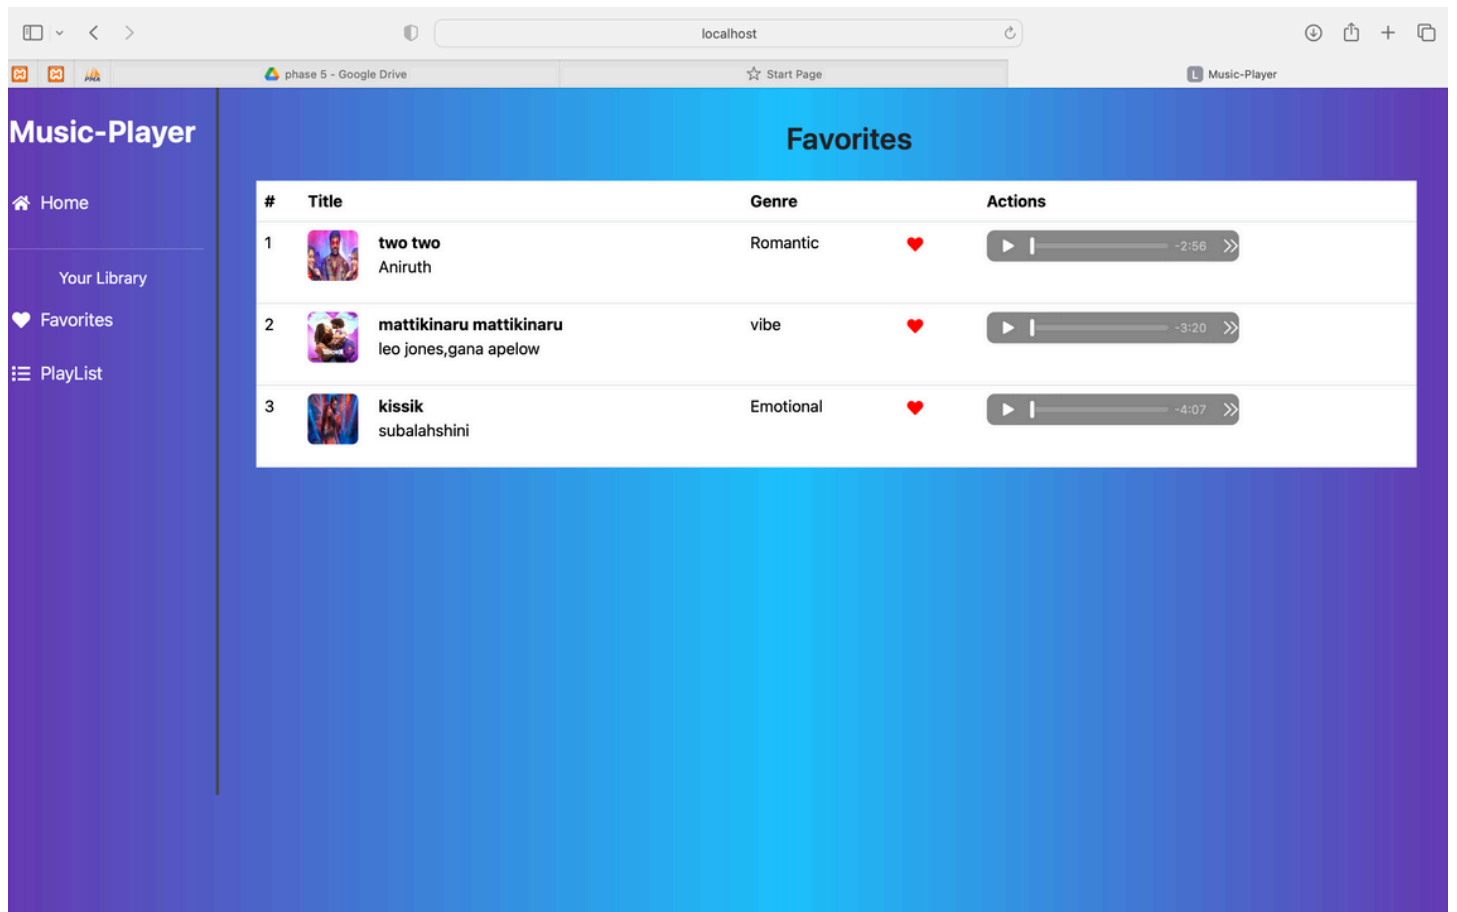 localhost
PMA
phase 5 - Google Drive
Start Page
L Music-Player
Music-Player
Home
Your Library
Favorites
PlayList
Favorites
# Title Genre Actions
1 two two Romantic -2:56
Aniruth
2 mattikinaru mattikinaru vibe -3:20
leo jones,gana apelow
3 kissik Emotional -4:07
subalahshini